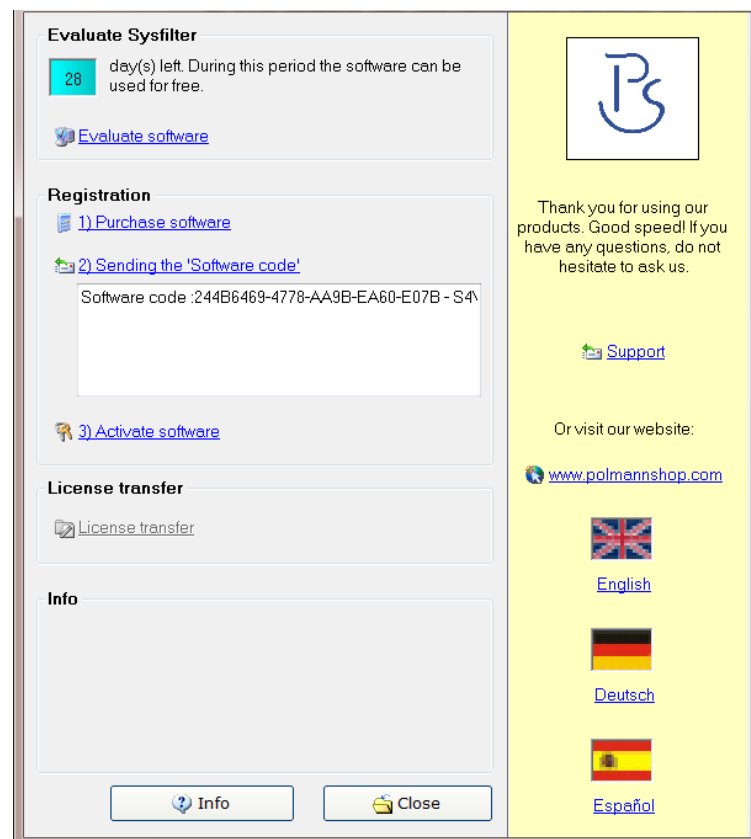 Evaluate Sysfilter
28
day(s) left. During this period the software can be
used for free.
Evaluate software
Registration
1) Purchase software
2) Sending the 'Software code'
Software code :244B6469-4778-AA9B-EA60-E07B - S4
3) Activate software
License transfer
License transfer
Info
Info
Close
PS
Thank you for using our
products. Good speed! If you
have any questions, do not
hesitate to ask us.
Support
Or visit our website:
www.polmannshop.com
English
Deutsch
Español